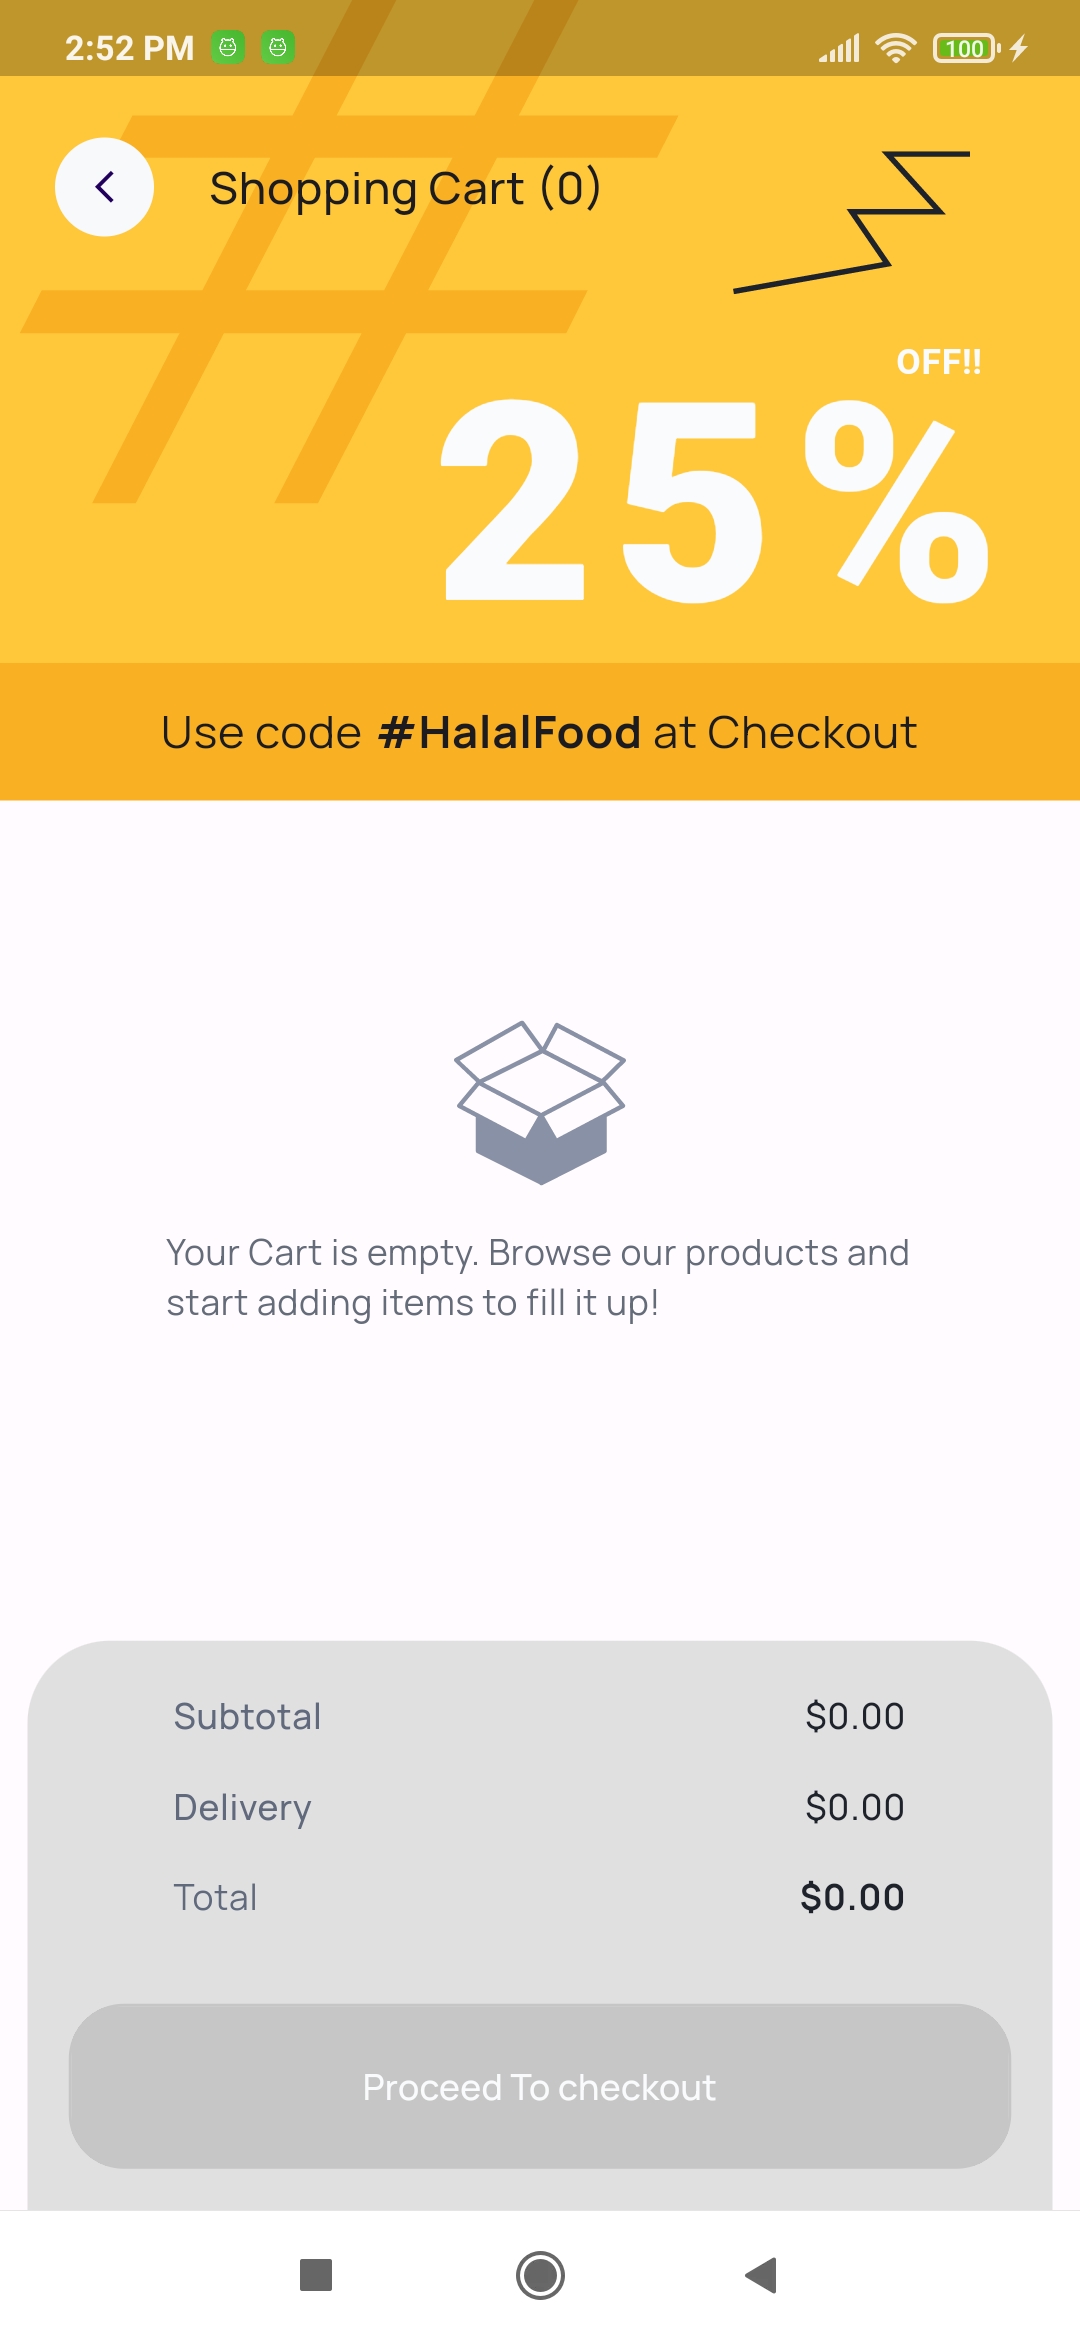 2:52 PM
100
Shopping Cart (0)
OFF!!
25%
Use code #HalalFood at Checkout
Your Cart is empty. Browse our products and
start adding items to fill it up!
Subtotal $0.00
Delivery $0.00
Total $0.00
Proceed To checkout